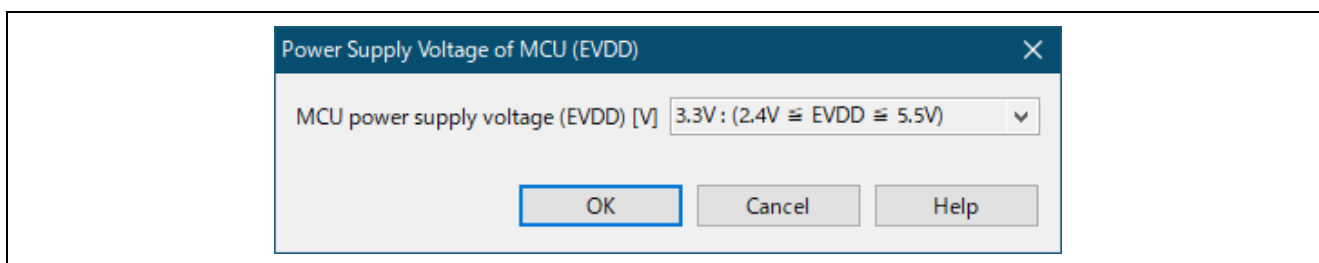 Power Supply Voltage of MCU (EVDD)
MCU power supply voltage (EVDD) [V] 3.3V : (2.4V ≦ EVDD ≦ 5.5V)
OK Cancel Help